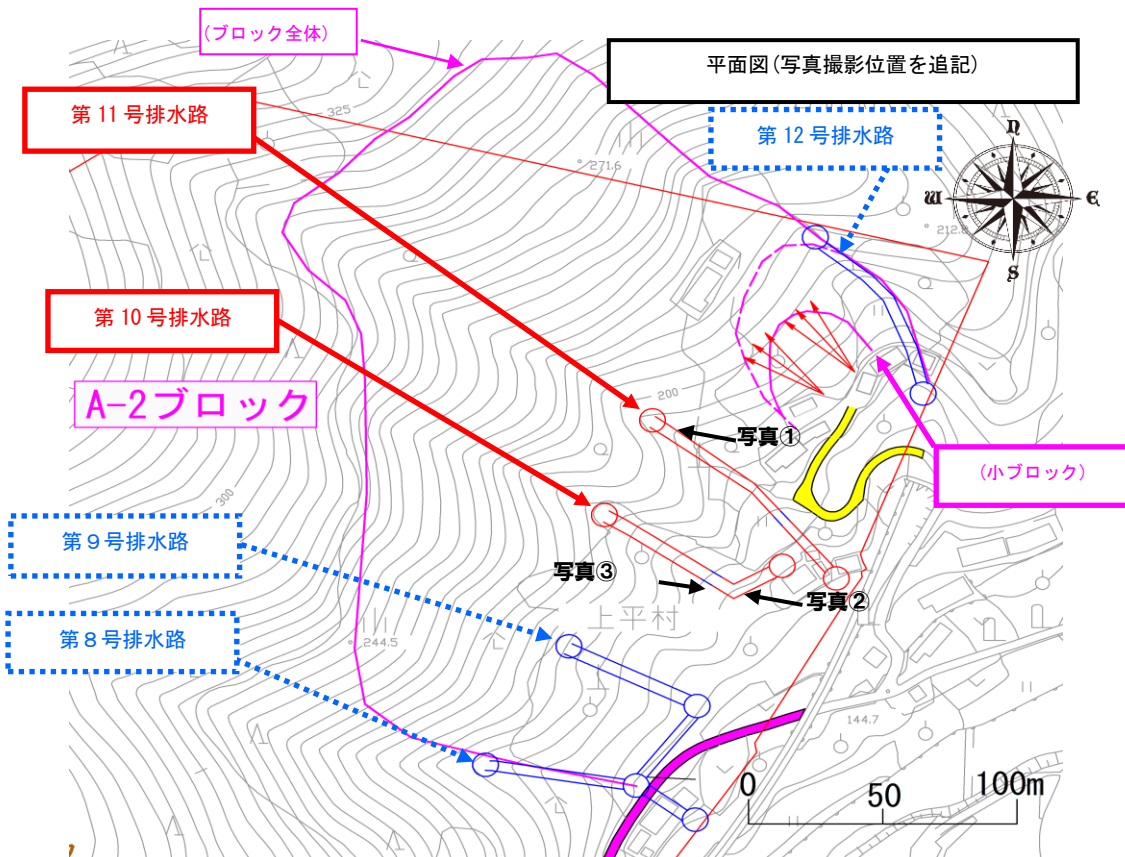 (ブロック全体)
平面図(写真撮影位置を追記)
第11号排水路
第12号排水路
325
271.6
N
W
E
S
212.8
第10号排水路
A-2ブロック
200
写真①
(小ブロック)
300
第9号排水路
写真③
写真②
上平村
第8号排水路
244.5
144.7
0
50
100m